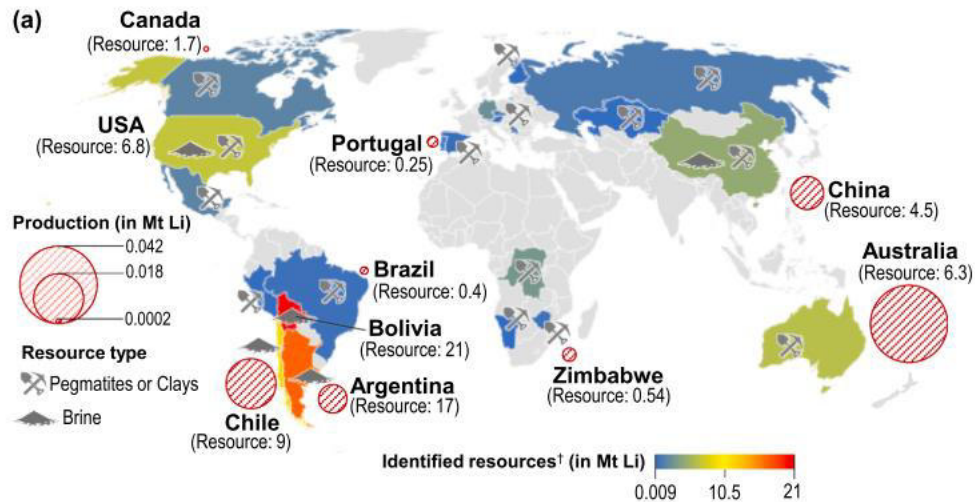 (a)
Canada
(Resource: 1.7)
USA
(Resource: 6.8)
Portugal
(Resource: 0.25)
China
(Resource: 4.5)
Production (in Mt Li)
0.042
0.018
0.0002
Australia
(Resource: 6.3)
Brazil
(Resource: 0.4)
Bolivia
(Resource: 21)
Resource type
Pegmatites or Clays
Brine
Argentina
(Resource: 17)
Zimbabwe
(Resource: 0.54)
Chile
(Resource: 9)
Identified resources† (in Mt Li)
0.009 10.5 21